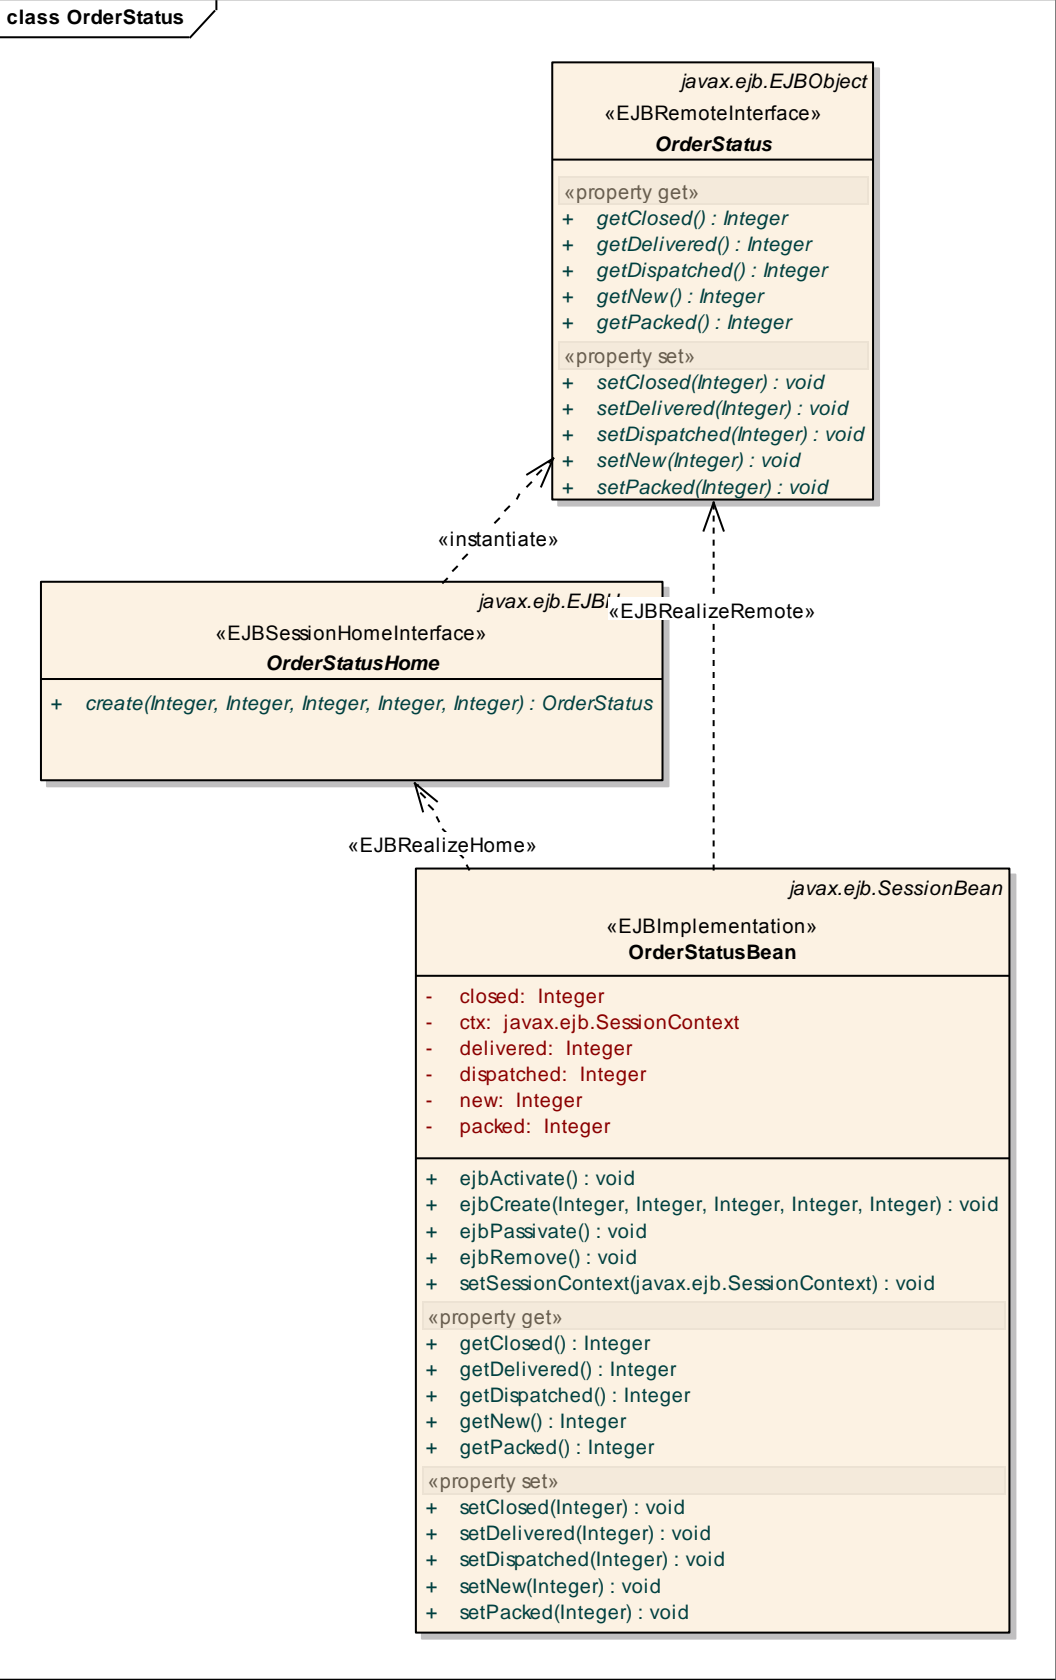 class OrderStatus
javax.ejb.EJBObject
«EJBRemoteInterface»
OrderStatus
«property get»
+ getClosed() : Integer
+ getDelivered() : Integer
+ getDispatched() : Integer
+ getNew() : Integer
+ getPacked() : Integer
«property set»
+ setClosed(Integer) : void
+ setDelivered(Integer) : void
+ setDispatched(Integer) : void
+ setNew(Integer) : void
+ setPacked(Integer) : void
«instantiate»
«EJBRealizeRemote»
«EJBSessionHomeInterface»
OrderStatusHome
+ create(Integer, Integer, Integer, Integer, Integer) : OrderStatus
«EJBRealizeHome»
javax.ejb.SessionBean
«EJBImplementation»
OrderStatusBean
- closed: Integer
- ctx: javax.ejb.SessionContext
- delivered: Integer
- dispatched: Integer
- new: Integer
- packed: Integer
+ ejbActivate() : void
+ ejbCreate(Integer, Integer, Integer, Integer, Integer) : void
+ ejbPassivate() : void
+ ejbRemove() : void
+ setSessionContext(javax.ejb.SessionContext) : void
«property get»
+ getClosed() : Integer
+ getDelivered() : Integer
+ getDispatched() : Integer
+ getNew() : Integer
+ getPacked() : Integer
«property set»
+ setClosed(Integer) : void
+ setDelivered(Integer) : void
+ setDispatched(Integer) : void
+ setNew(Integer) : void
+ setPacked(Integer) : void